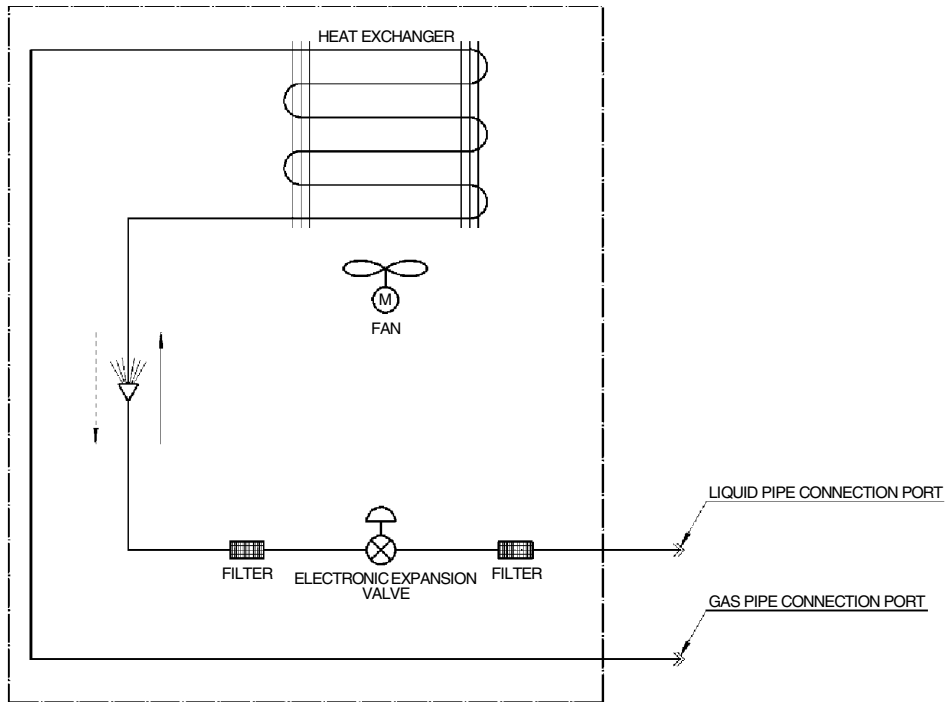 HEAT EXCHANGER
M
FAN
LIQUID PIPE CONNECTION PORT
FILTER
ELECTRONIC EXPANSION
VALVE
FILTER
GAS PIPE CONNECTION PORT